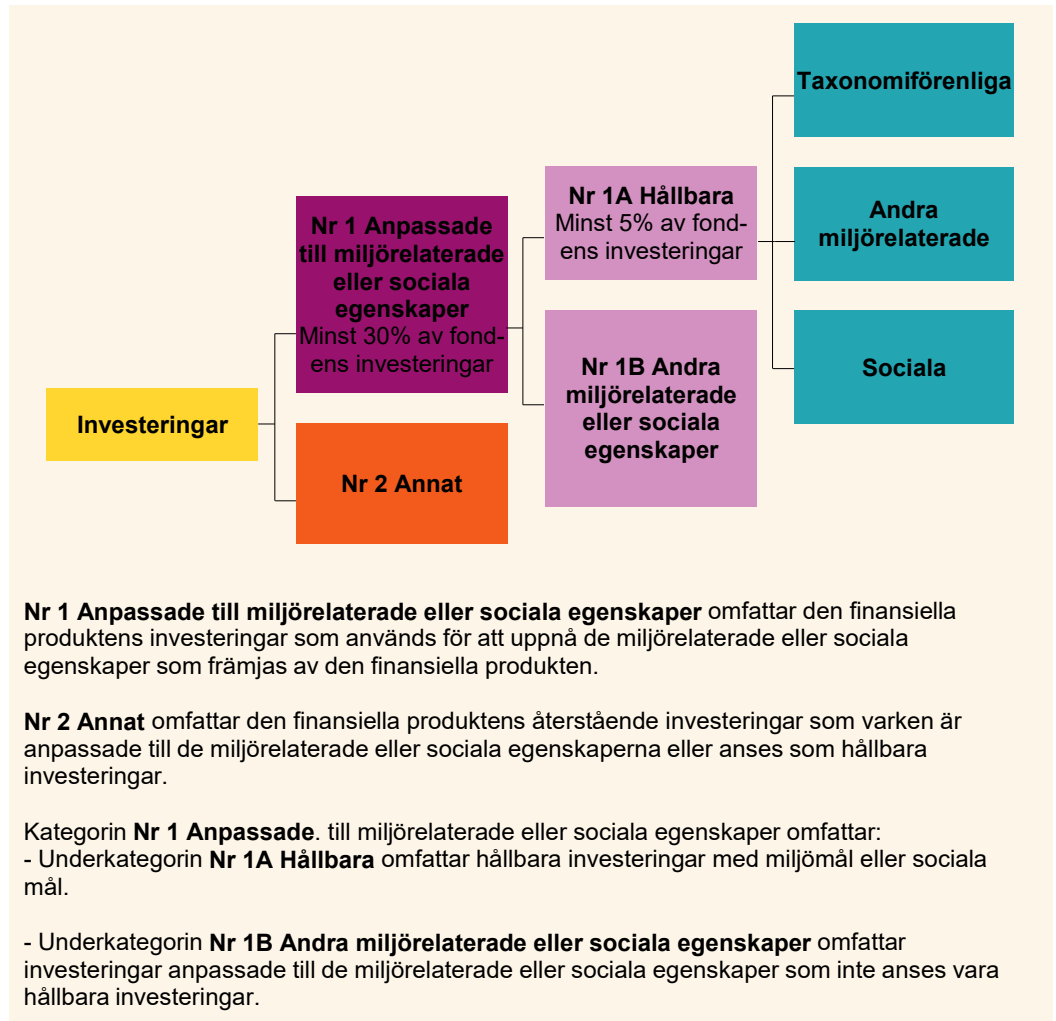 Taxonomiförenliga
Nr 1A Hållbara
Minst 5% av fond-
ens investeringar
Andra
miljörelaterade
Nr 1 Anpassade
till miljörelaterade
eller sociala
egenskaper
Minst 30% av fond-
ens investeringar
Nr 1B Andra
miljörelaterade
eller sociala
egenskaper
Sociala
Investeringar
Nr 2 Annat
Nr 1 Anpassade till miljörelaterade eller sociala egenskaper omfattar den finansiella
produktens investeringar som används för att uppnå de miljörelaterade eller sociala
egenskaper som främjas av den finansiella produkten.
Nr 2 Annat omfattar den finansiella produktens återstående investeringar som varken är
anpassade till de miljörelaterade eller sociala egenskaperna eller anses som hållbara
investeringar.
Kategorin Nr 1 Anpassade. till miljörelaterade eller sociala egenskaper omfattar:
- Underkategorin Nr 1A Hållbara omfattar hållbara investeringar med miljömål eller sociala
mål.
- Underkategorin Nr 1B Andra miljörelaterade eller sociala egenskaper omfattar
investeringar anpassade till de miljörelaterade eller sociala egenskaper som inte anses vara
hållbara investeringar.